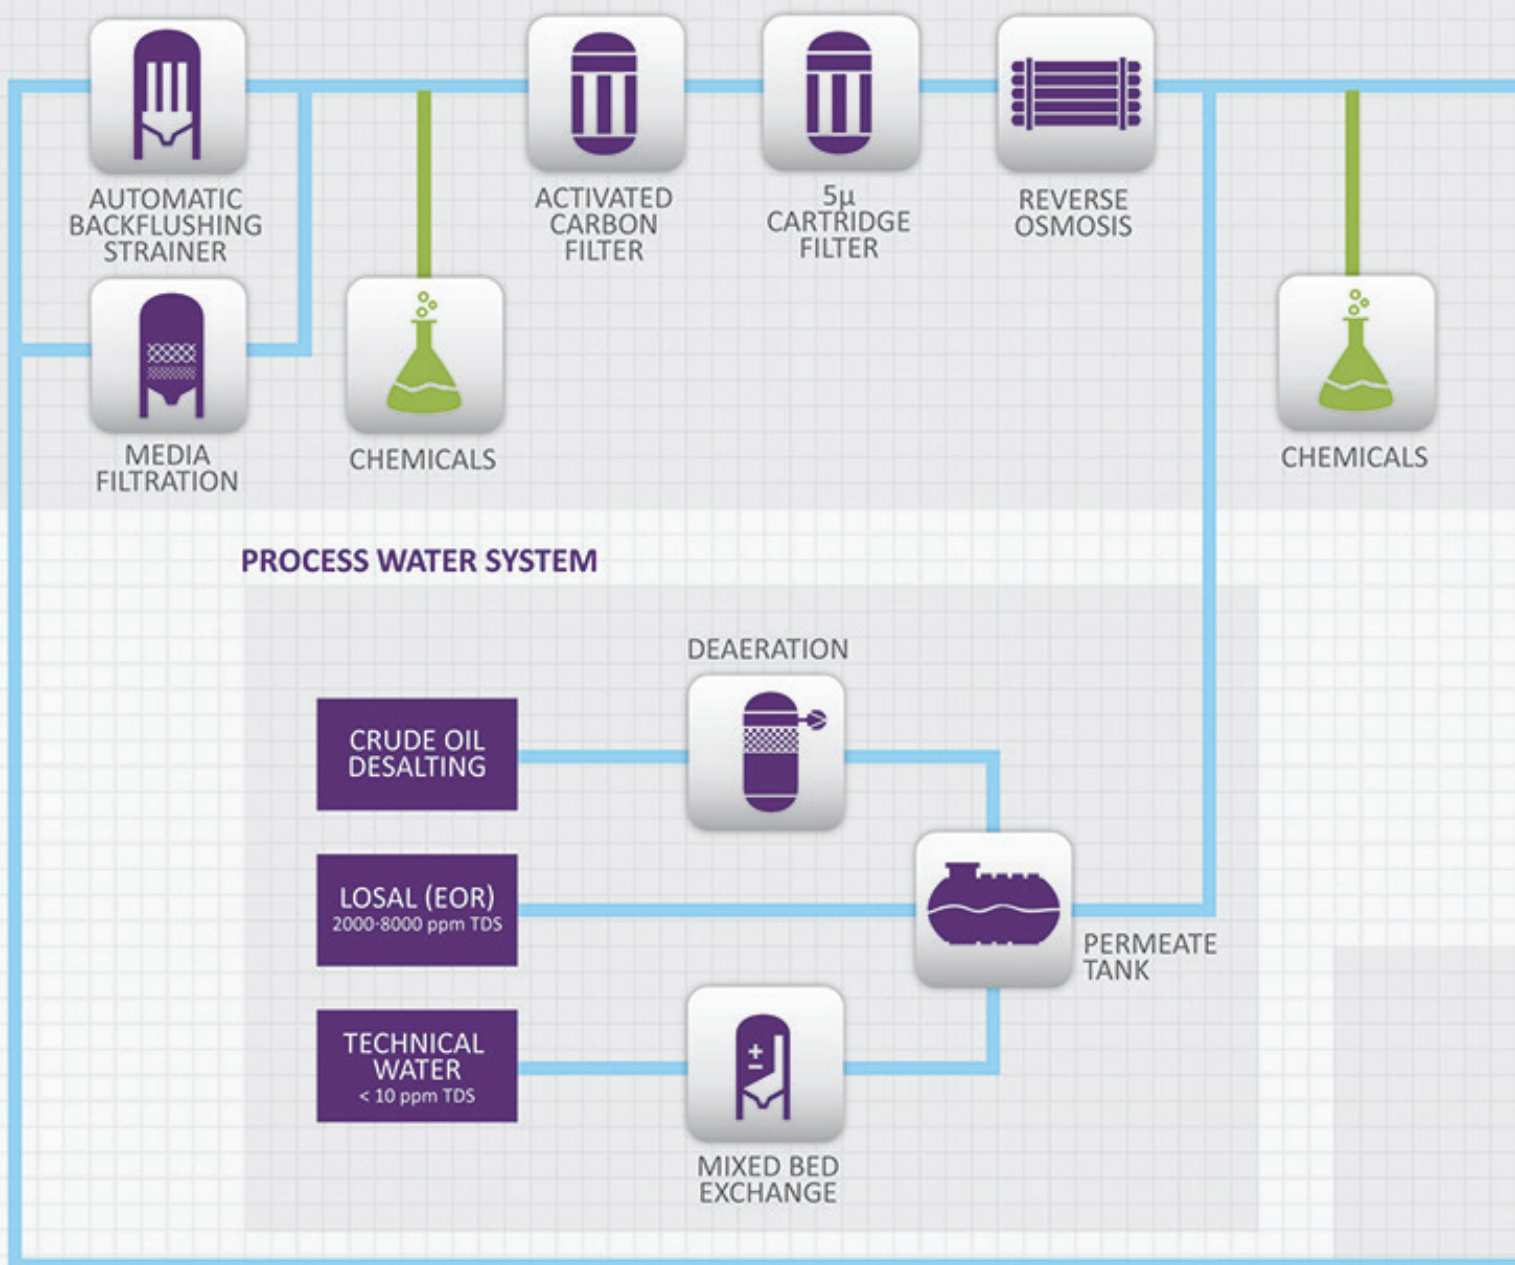 AUTOMATIC
BACKFLUSHING
STRAINER
ACTIVATED
CARBON
FILTER
5µ
CARTRIDGE
FILTER
REVERSE
OSMOSIS
MEDIA
FILTRATION
CHEMICALS
CHEMICALS
PROCESS WATER SYSTEM
DEAERATION
CRUDE OIL
DESALTING
LOSAL (EOR)
2000-8000 ppm TDS
PERMEATE
TANK
TECHNICAL
WATER
< 10 ppm TDS
+
−
MIXED BED
EXCHANGE